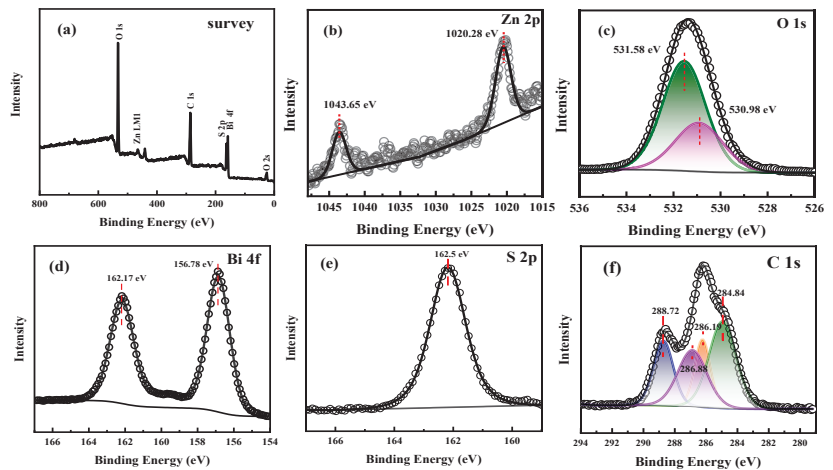 (a)
survey
O 1s
Zn LM1
C 1s
S 2p
Bi 4f
O 2s
Intensity
800 600 400 200 0
Binding Energy (eV)
(b)
Zn 2p
1020.28 eV
1043.65 eV
Intensity
1045 1040 1035 1030 1025 1020 1015
Binding Energy (eV)
(c)
O 1s
531.58 eV
530.98 eV
Intensity
536 534 532 530 528 526
Binding Energy (eV)
(d)
Bi 4f
162.17 eV
156.78 eV
Intensity
166 164 162 160 158 156 154
Binding Energy (eV)
(e)
S 2p
162.5 eV
Intensity
166 164 162 160
Binding Energy (eV)
(f)
C 1s
288.72
284.84
286.19
286.88
Intensity
294 292 290 288 286 284 282 280
Binding Energy (eV)